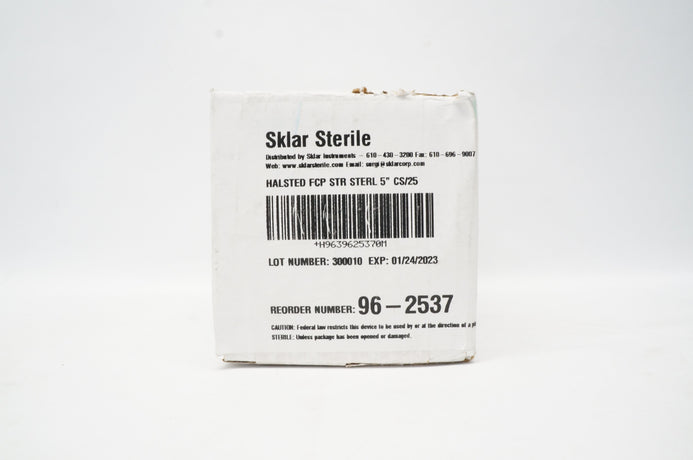 Sklar Sterile
Distributed by Sklar Instruments - 610-430-3200 Fax: 610-696-9007
Web: www.sklarsterile.com Email: surgi@sklarcorp.com
HALSTED FCP STR STERL 5" CS/25
*H9639625370M
LOT NUMBER: 300010 EXP: 01/24/2023
REORDER NUMBER: 96-2537
CAUTION: Federal law restricts this device to be used by or at the direction of a
STERILE: Unless package has been opened or damaged.